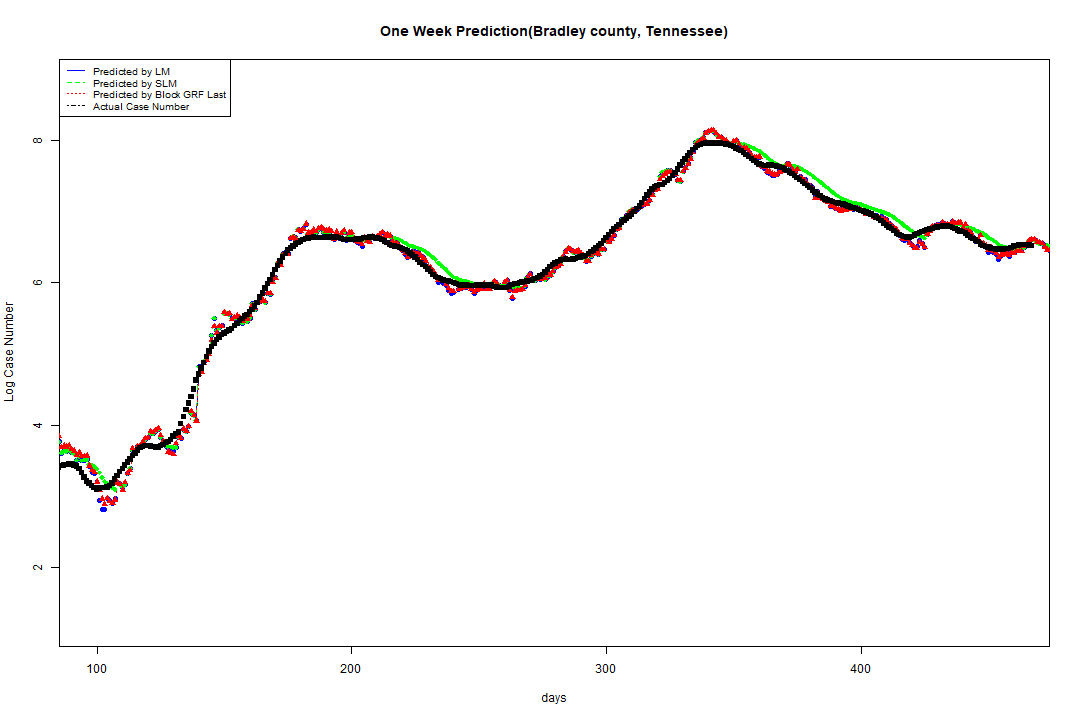 One Week Prediction(Bradley county, Tennessee)
Predicted by LM
Predicted by SLM
Predicted by Block GRF Last
Actual Case Number
8
6
4
2
Log Case Number
100 200 300 400
days